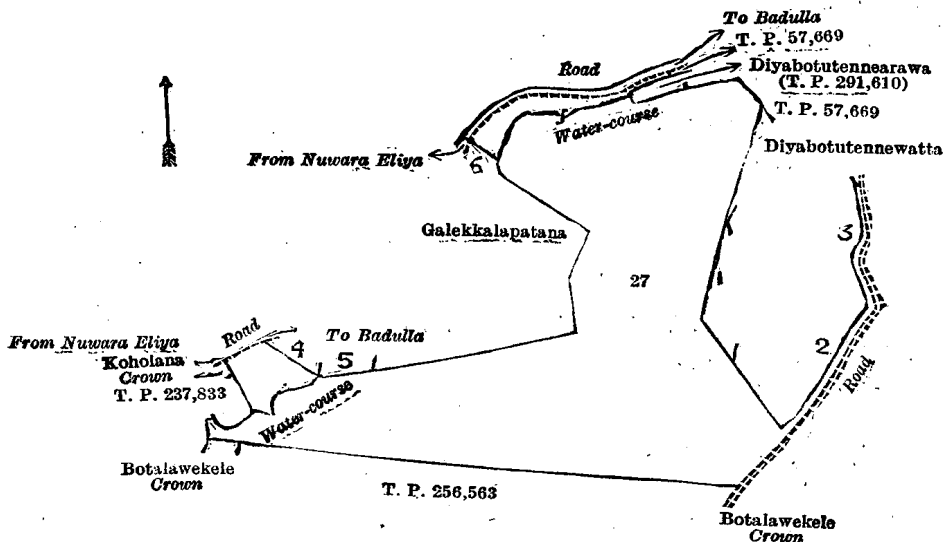 To Badulla
T. P. 57,669
Road
Diyabotutennearawa
(T. P. 291,610)
Water-course
T. P. 57,669
Diyabotutennewatta
From Nuwara Eliya
6
Galekkalapatana
3
27
Road
To Badulla
From Nuwara Eliya
4
5
Koholana
Crown
2
Road
T. P. 237,833
Water-course
Botalawekele
Crown
T. P. 256,563
Botalawekele
Crown